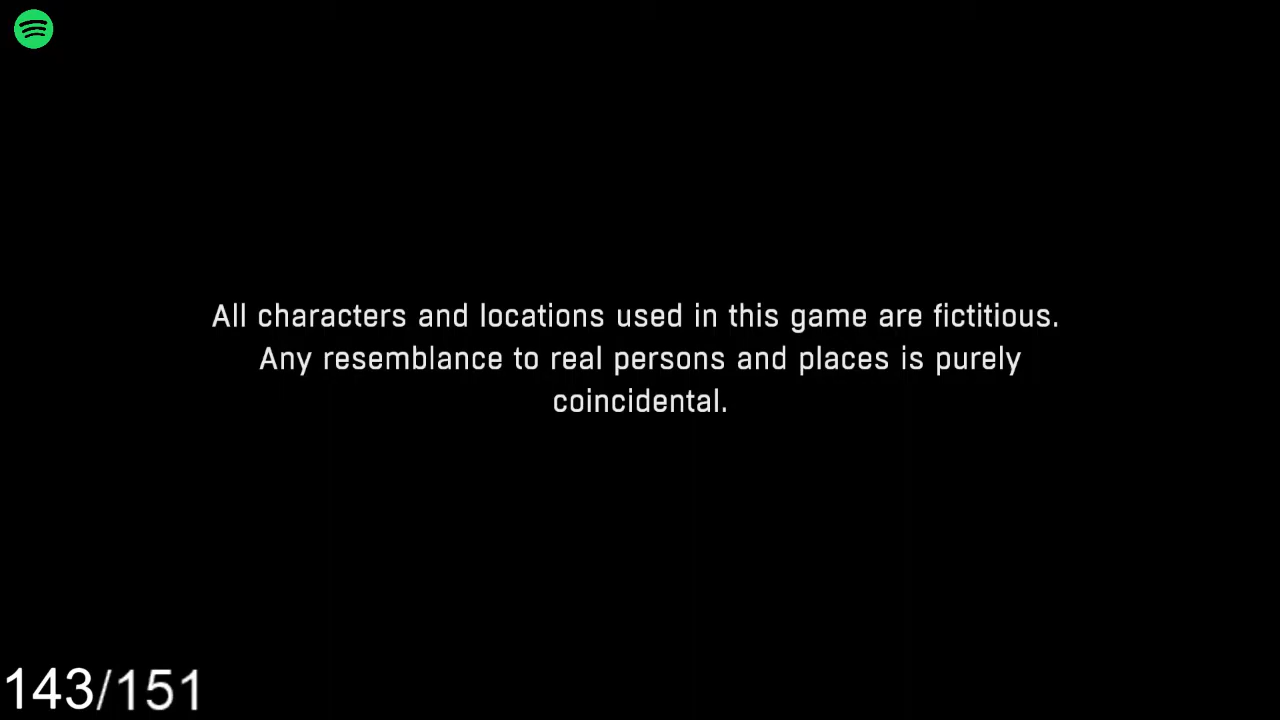 All characters and locations used in this game are fictitious.
Any resemblance to real persons and places is purely
coincidental.
143/151